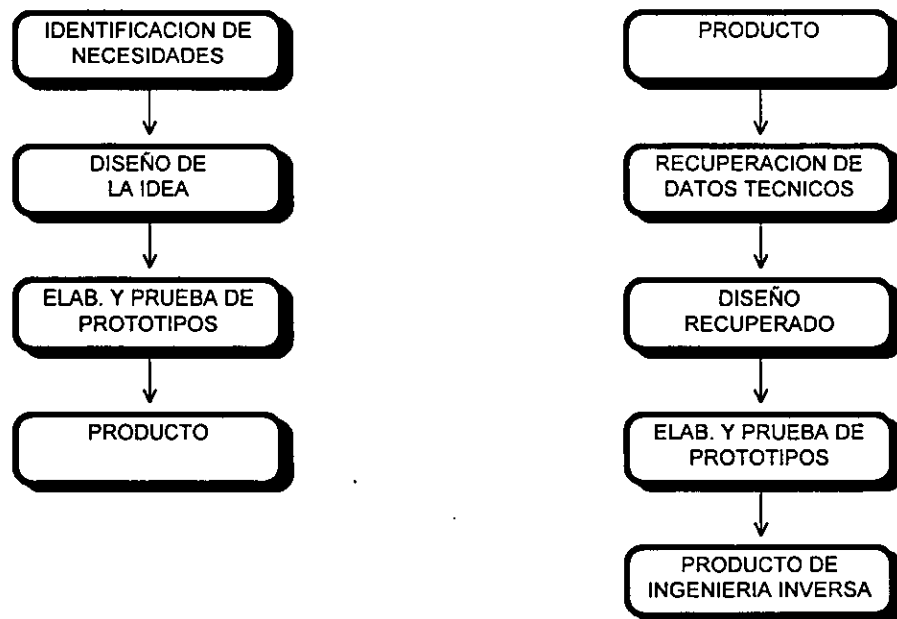 IDENTIFICACION DE
NECESIDADES
DISEÑO DE
LA IDEA
ELAB. Y PRUEBA DE
PROTOTIPOS
PRODUCTO
PRODUCTO
RECUPERACION DE
DATOS TECNICOS
DISEÑO
RECUPERADO
ELAB. Y PRUEBA DE
PROTOTIPOS
PRODUCTO DE
INGENIERIA INVERSA